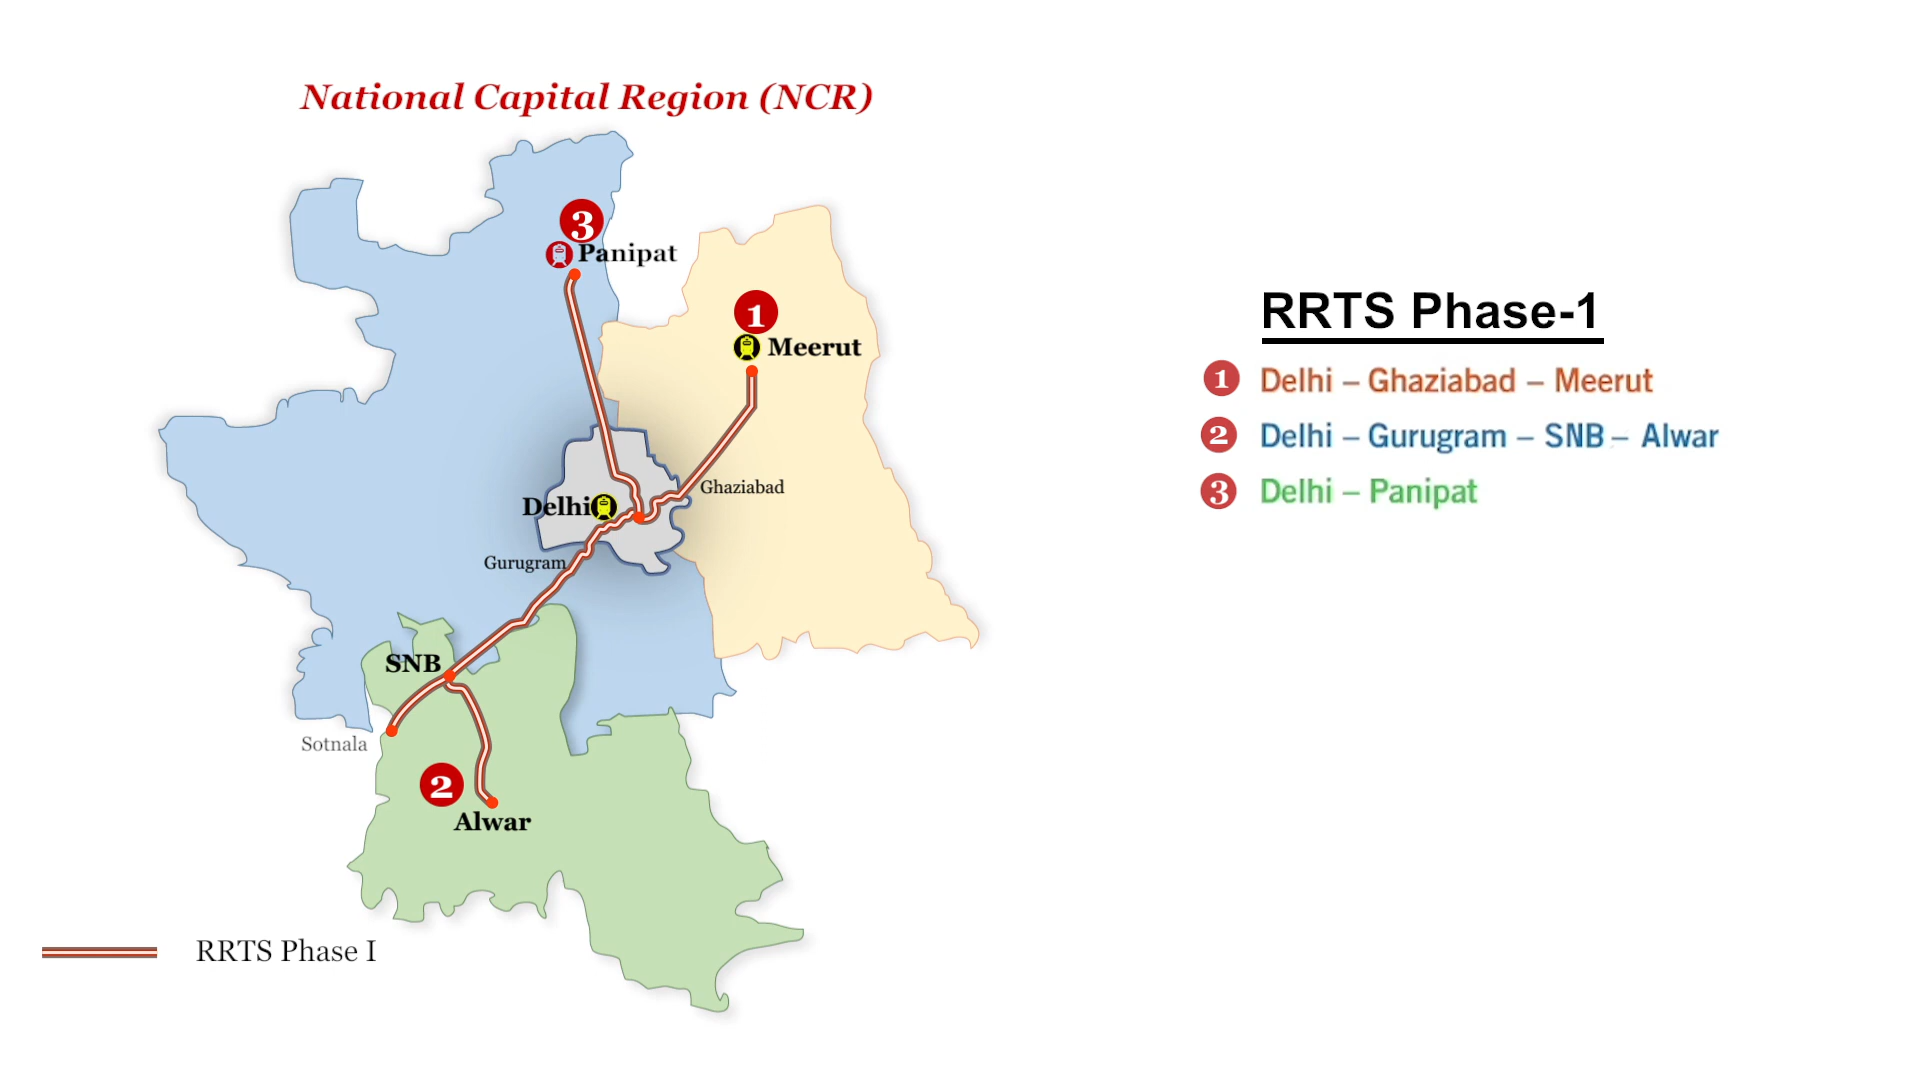 National Capital Region (NCR)
3
Panipat
1
Meerut
Ghaziabad
Delhi
Gurugram
SNB
Sotnala
2
Alwar
RRTS Phase I
RRTS Phase-1
1 Delhi – Ghaziabad – Meerut
2 Delhi – Gurugram – SNB – Alwar
3 Delhi – Panipat